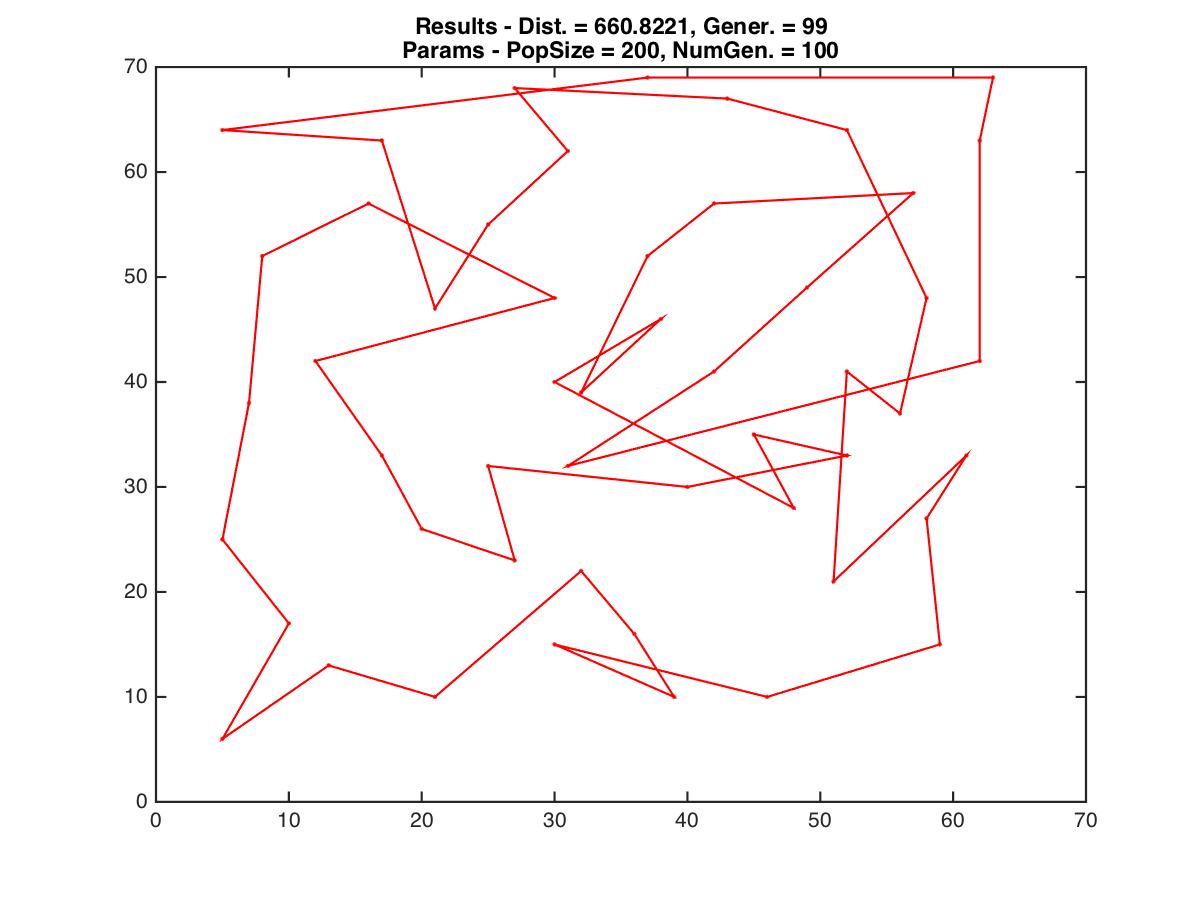 Results - Dist. = 660.8221, Gener. = 99
Params - PopSize = 200, NumGen. = 100
70
60
50
40
30
20
10
0
0 10 20 30 40 50 60 70